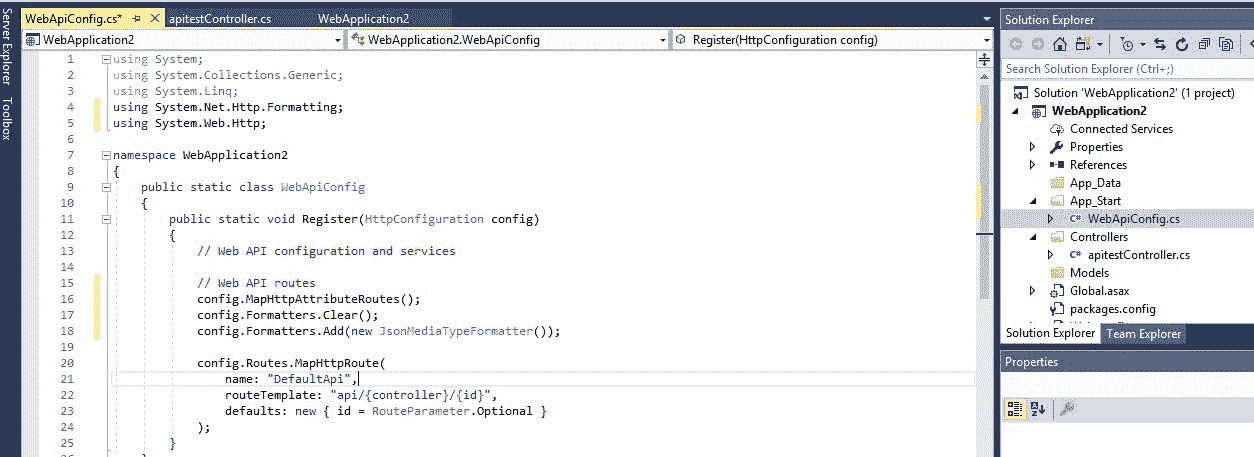 WebApiConfig.cs*
apitestController.cs
WebApplication2
WebApplication2
WebApplication2.WebApiConfig
Register(HttpConfiguration config)
Server Explorer
Toolbox
1 using System;
2 using System.Collections.Generic;
3 using System.Linq;
4 using System.Net.Http.Formatting;
5 using System.Web.Http;
6
7 namespace WebApplication2
8 {
9 public static class WebApiConfig
10 {
11 public static void Register(HttpConfiguration config)
12 {
13 // Web API configuration and services
14
15 // Web API routes
16 config.MapHttpAttributeRoutes();
17 config.Formatters.Clear();
18 config.Formatters.Add(new JsonMediaTypeFormatter());
19
20 config.Routes.MapHttpRoute(
21 name: "DefaultApi",
22 routeTemplate: "api/{controller}/{id}",
23 defaults: new { id = RouteParameter.Optional }
24 );
25 }
Solution Explorer
Search Solution Explorer (Ctrl+;)
Solution 'WebApplication2' (1 project)
WebApplication2
Connected Services
Properties
References
App_Data
App_Start
C# WebApiConfig.cs
Controllers
C# apitestController.cs
Models
Global.asax
packages.config
Solution Explorer
Team Explorer
Properties